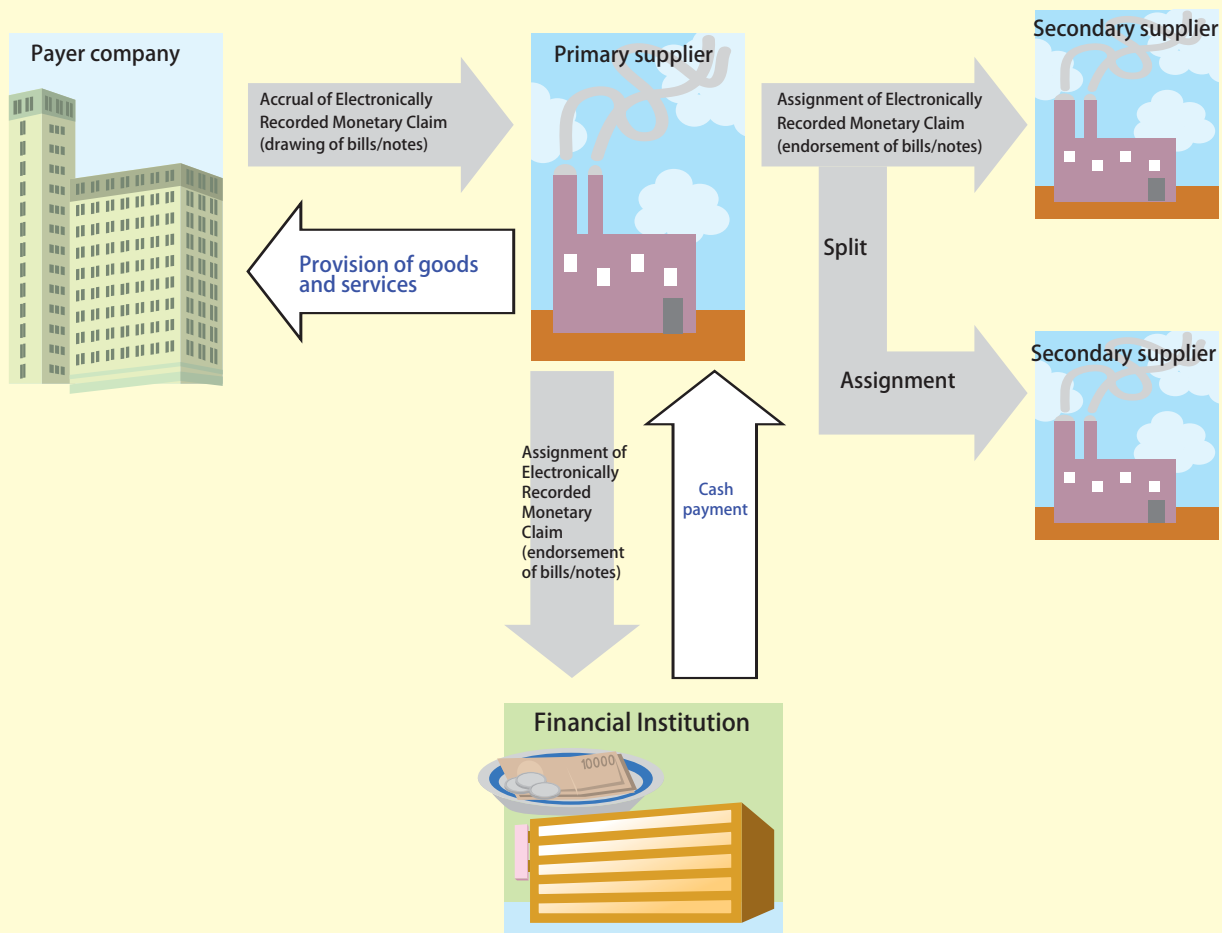 Payer company
Accrual of Electronically
Recorded Monetary Claim
(drawing of bills/notes)
Provision of goods
and services
Primary supplier
Assignment of Electronically
Recorded Monetary Claim
(endorsement of bills/notes)
Secondary supplier
Split
Assignment
Secondary supplier
Assignment of
Electronically
Recorded
Monetary
Claim
(endorsement
of bills/notes)
Cash
payment
Financial Institution
10000